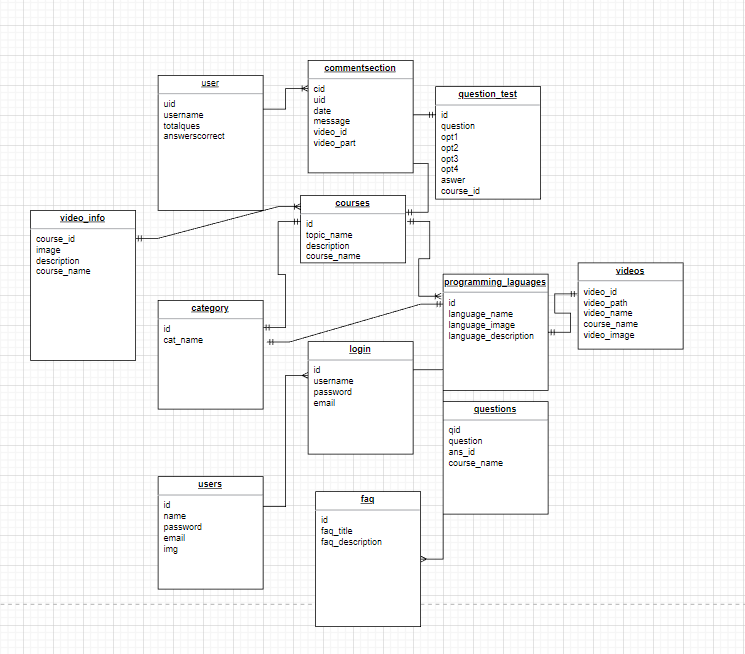 commentsection
cid
uid
date
message
video_id
video_part
user
uid
username
totalques
answerscorrect
question_test
id
question
opt1
opt2
opt3
opt4
aswer
course_id
courses
id
topic_name
description
course_name
video_info
course_id
image
description
course_name
programming_laguages
id
language_name
language_image
language_description
videos
video_id
video_path
video_name
course_name
video_image
category
id
cat_name
login
id
username
password
email
questions
qid
question
ans_id
course_name
users
id
name
password
email
img
faq
id
faq_title
faq_description